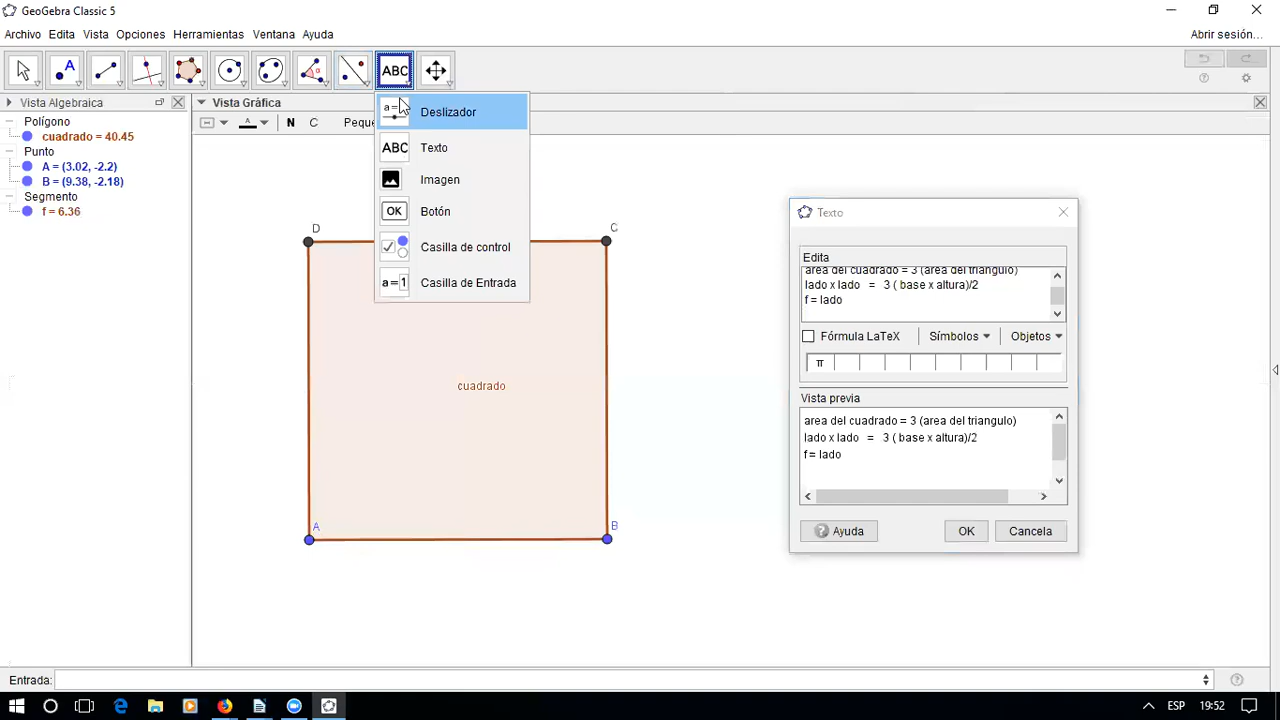 GeoGebra Classic 5
Archivo Edita Vista Opciones Herramientas Ventana Ayuda Abrir sesión...
A ABC
Vista Algebraica
Vista Gráfica
A N C Peque
Polígono
cuadrado = 40.45
Punto
A = (3.02, -2.2)
B = (9.38, -2.18)
Segmento
f = 6.36
a= Deslizador
ABC Texto
Imagen
OK Botón
Casilla de control
a=1 Casilla de Entrada
D
C
cuadrado
A
B
Texto
Edita
area del cuadrado = 3 (area del triangulo)
lado x lado = 3 ( base x altura)/2
f = lado
Fórmula LaTeX Símbolos Objetos
π
Vista previa
area del cuadrado = 3 (area del triangulo)
lado x lado = 3 ( base x altura)/2
f = lado
? Ayuda OK Cancela
Entrada:
ESP 19:52